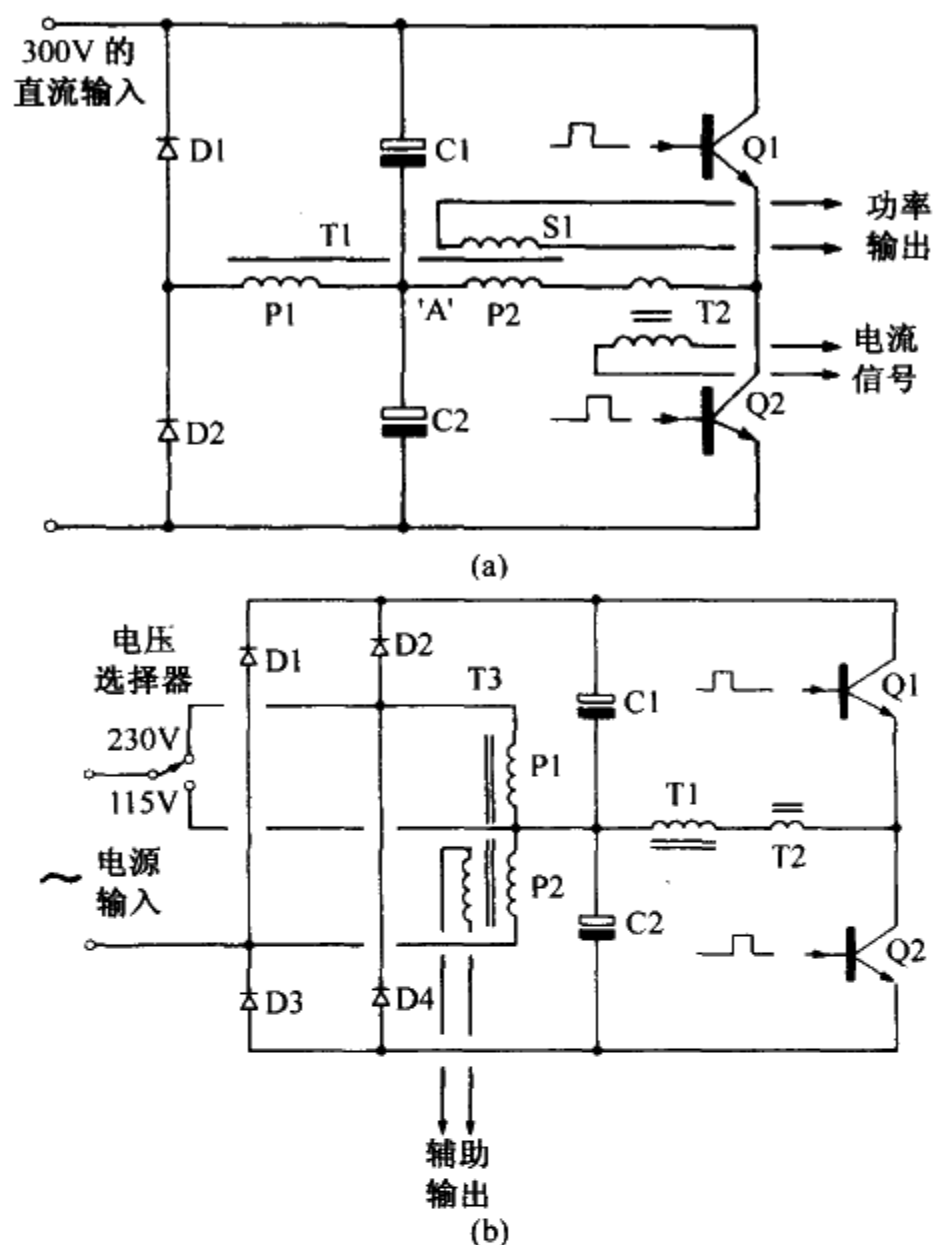 300V 的
直流输入
D1
C1
Q1
T1
S1
功率
输出
P1
'A'
P2
T2
电流
信号
D2
C2
Q2
(a)
电压
选择器
D1
D2
T3
C1
Q1
230V
P1
115V
T1
电源
输入
P2
T2
C2
Q2
D3
D4
辅助
输出
(b)